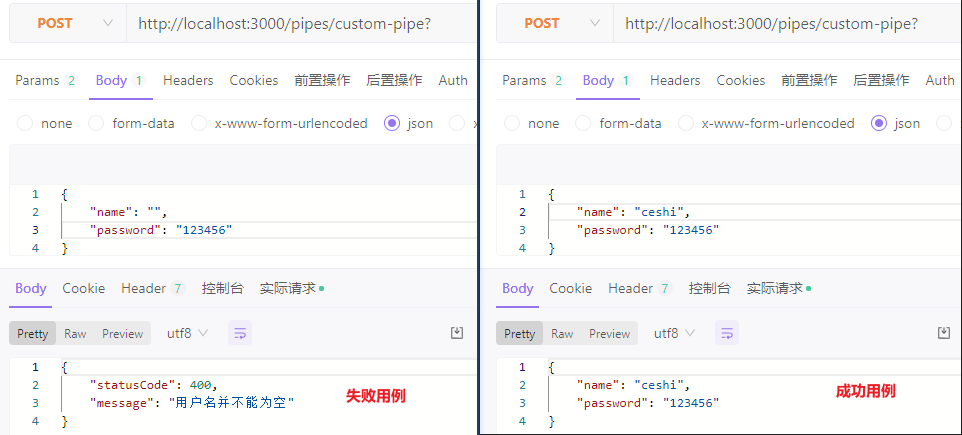 POST http://localhost:3000/pipes/custom-pipe?
Params 2 Body 1 Headers Cookies 前置操作 后置操作 Auth
none form-data x-www-form-urlencoded json x
1 {
2 "name": "",
3 "password": "123456"
4 }
Body Cookie Header 7 控制台 实际请求
Pretty Raw Preview utf8
1 {
2 "statusCode": 400,
3 "message": "用户名并不能为空"
4 }
失败用例
POST http://localhost:3000/pipes/custom-pipe?
Params 2 Body 1 Headers Cookies 前置操作 后置操作 Auth
none form-data x-www-form-urlencoded json
1 {
2 "name": "ceshi",
3 "password": "123456"
4 }
Body Cookie Header 7 控制台 实际请求
Pretty Raw Preview utf8
1 {
2 "name": "ceshi",
3 "password": "123456"
4 }
成功用例